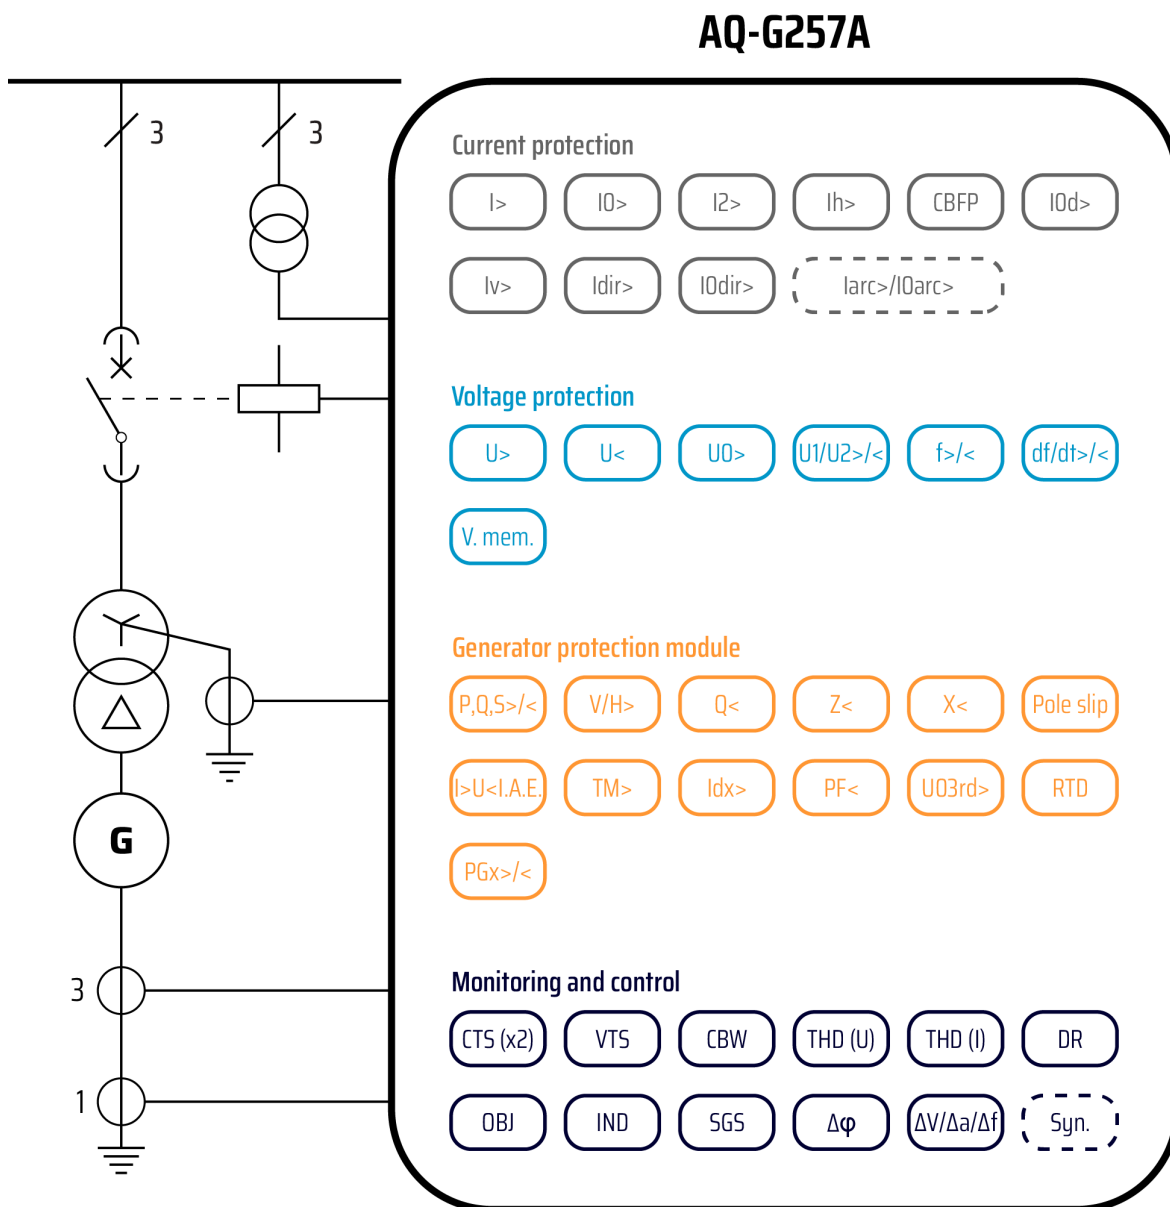 AQ-G257A
3 3
Current protection
I> I0> I2> Ih> CBFP I0d>
Iv> Idir> I0dir> Iarc>/I0arc>
Voltage protection
U> U< U0> U1/U2>/< f>/< df/dt>/<
V. mem.
Generator protection module
P,Q,S>/< V/H> Q< Z< X< Pole slip
I>U<I.A.E. TM> Idx> PF< U03rd> RTD
G
PGx>/<
Monitoring and control
3
CTS (x2) VTS CBW THD (U) THD (I) DR
1
OBJ IND SGS Δφ ΔV/Δa/Δf Syn.